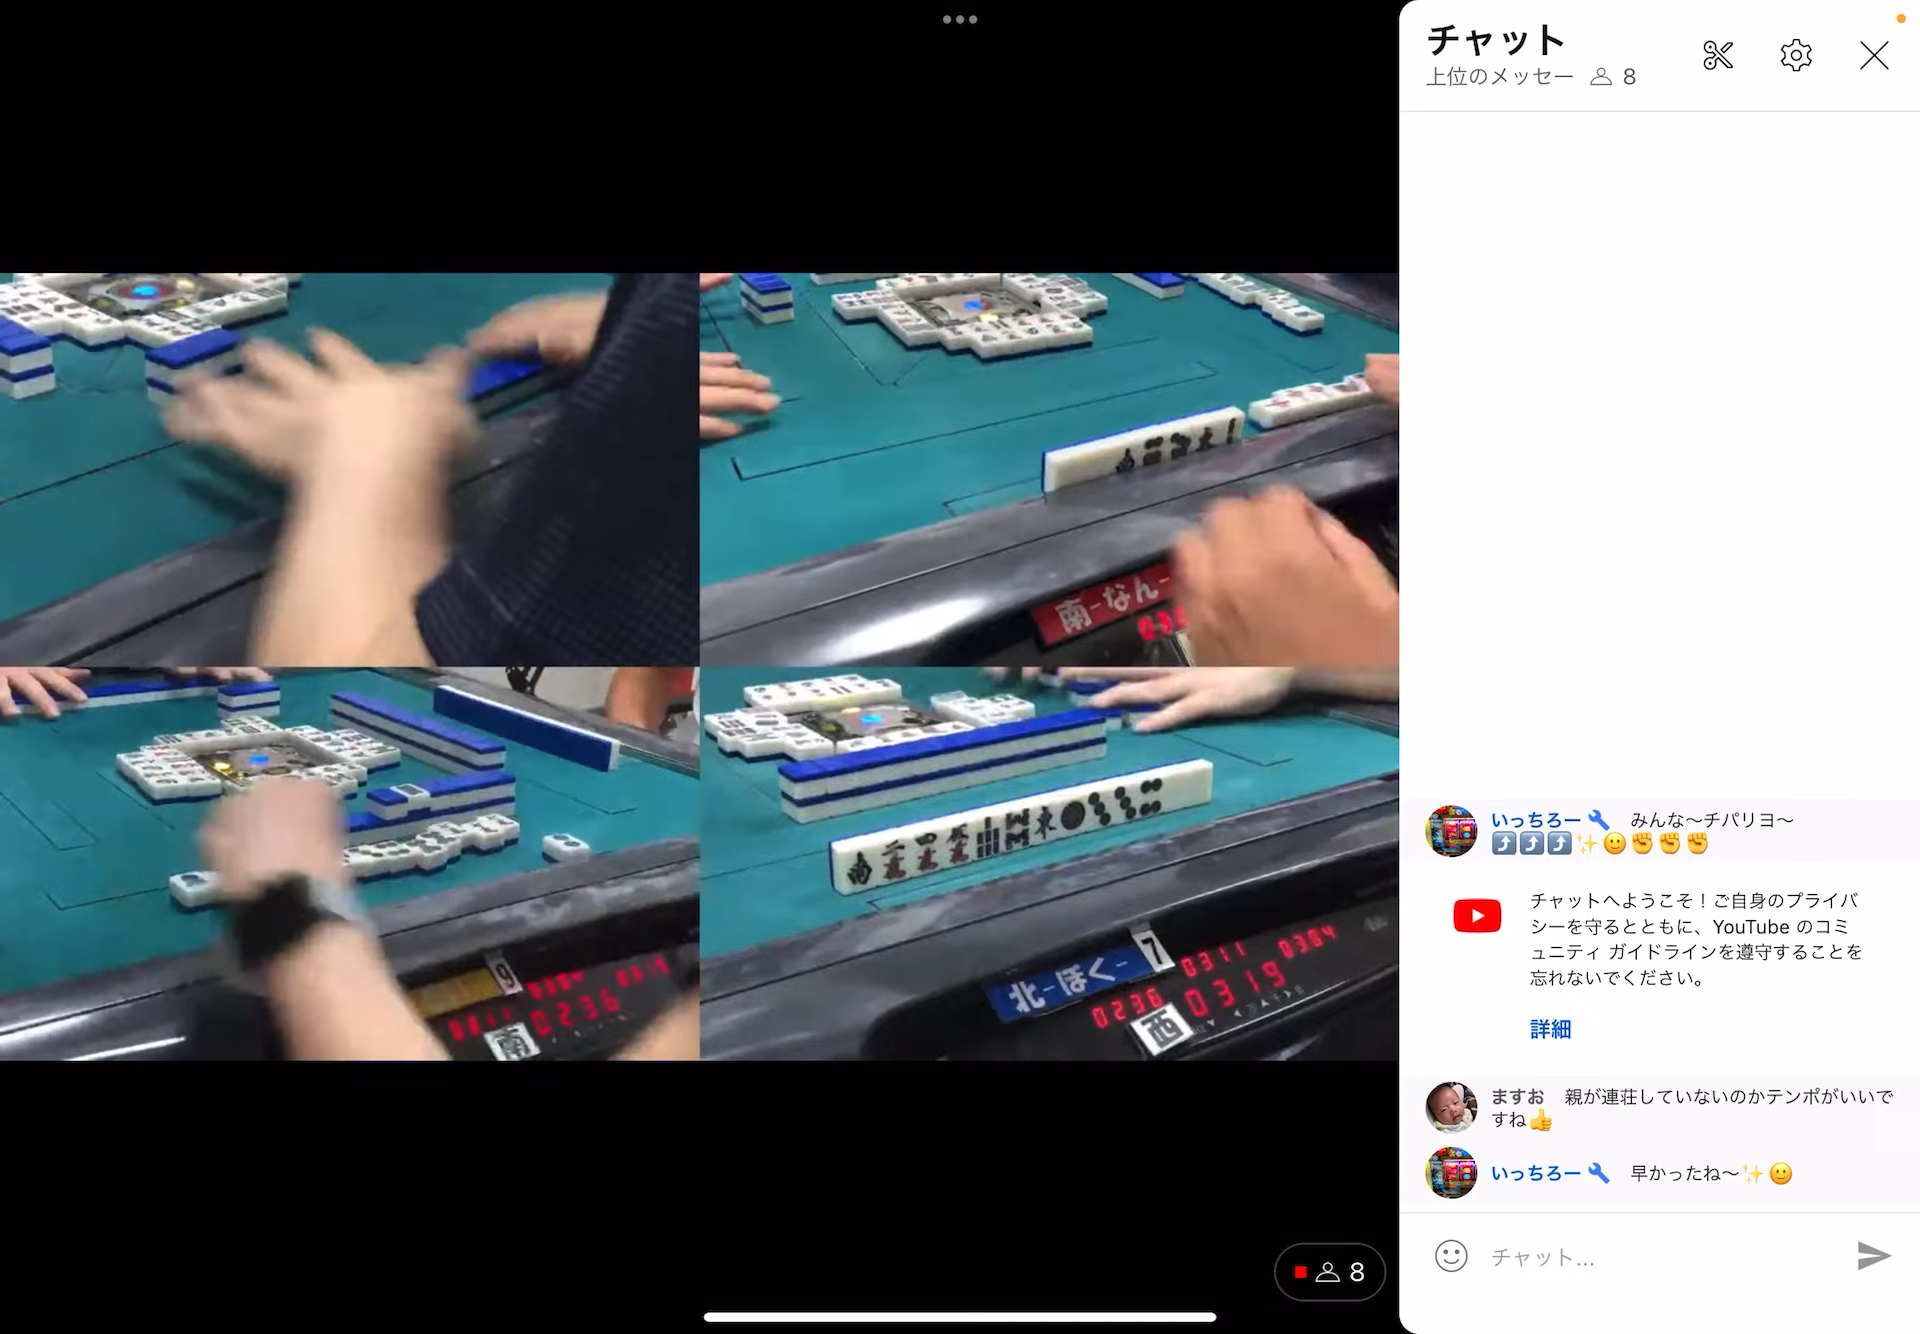 チャット
上位のメッセー 8
南-なん-
9
0236
7
北-ほく-
0311 0304
0236 0319
西
8
いっちろー みんな〜チパリヨ〜
⤴⤴⤴✨🙂✊✊✊
チャットへようこそ！ご自身のプライバ
シーを守るとともに、YouTube のコミ
ュニティ ガイドラインを遵守することを
忘れないでください。
詳細
ますお 親が連荘していないのかテンポがいいで
すね👍
いっちろー 早かったね〜✨🙂
チャット...